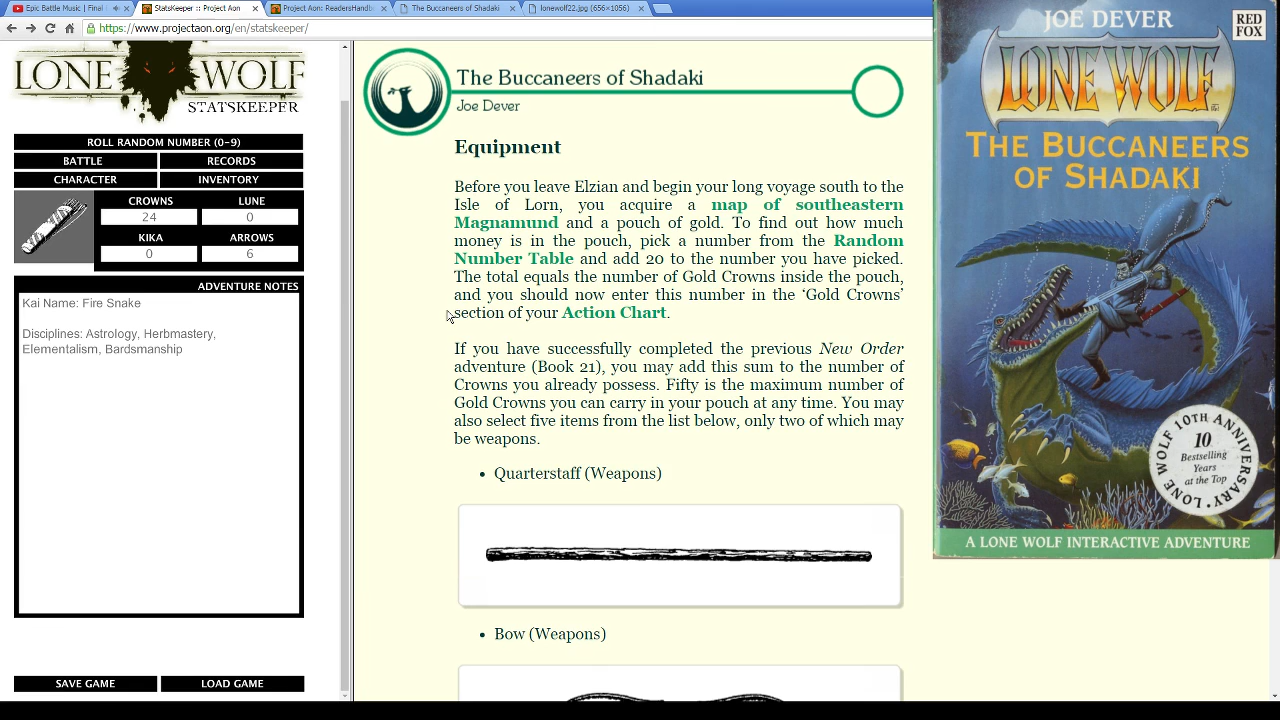 Epic Battle Music | Final
StatsKeeper :: Project Aon
Project Aon: ReadersHandb
The Buccaneers of Shadaki
lonewolf22.jpg (656×1056)
https://www.projectaon.org/en/statskeeper/
LONE WOLF
STATSKEEPER
ROLL RANDOM NUMBER (0-9)
BATTLE
RECORDS
CHARACTER
INVENTORY
CROWNS
LUNE
24
0
KIKA
ARROWS
0
6
ADVENTURE NOTES
Kai Name: Fire Snake
Disciplines: Astrology, Herbmastery,
Elementalism, Bardsmanship
SAVE GAME
LOAD GAME
The Buccaneers of Shadaki
Joe Dever
Equipment
Before you leave Elzian and begin your long voyage south to the
Isle of Lorn, you acquire a map of southeastern
Magnamund and a pouch of gold. To find out how much
money is in the pouch, pick a number from the Random
Number Table and add 20 to the number you have picked.
The total equals the number of Gold Crowns inside the pouch,
and you should now enter this number in the ‘Gold Crowns’
section of your Action Chart.
If you have successfully completed the previous New Order
adventure (Book 21), you may add this sum to the number of
Crowns you already possess. Fifty is the maximum number of
Gold Crowns you can carry in your pouch at any time. You may
also select five items from the list below, only two of which may
be weapons.
• Quarterstaff (Weapons)
• Bow (Weapons)
JOE DEVER
RED
FOX
LONE WOLF
THE BUCCANEERS
OF SHADAKI
LONE WOLF 10TH ANNIVERSARY
10
Bestselling
Years
at the Top
A LONE WOLF INTERACTIVE ADVENTURE